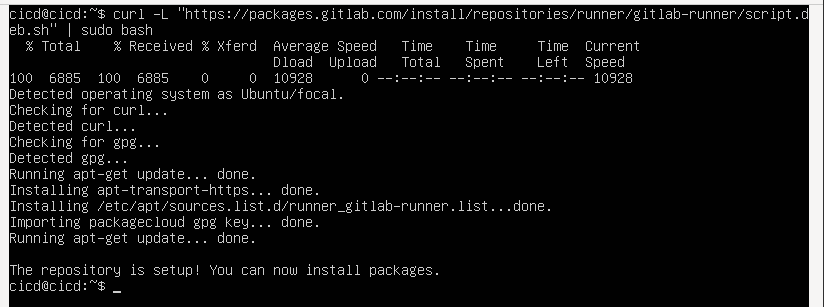 cicd@cicd:~$ curl -L "https://packages.gitlab.com/install/repositories/runner/gitlab-runner/script.d
eb.sh" | sudo bash
  % Total    % Received % Xferd  Average Speed   Time    Time     Time  Current
                                 Dload  Upload   Total   Spent    Left  Speed
100  6885  100  6885    0     0  10928      0 --:--:-- --:--:-- --:--:-- 10928
Detected operating system as Ubuntu/focal.
Checking for curl...
Detected curl...
Checking for gpg...
Detected gpg...
Running apt-get update... done.
Installing apt-transport-https... done.
Installing /etc/apt/sources.list.d/runner_gitlab-runner.list...done.
Importing packagecloud gpg key... done.
Running apt-get update... done.

The repository is setup! You can now install packages.
cicd@cicd:~$ _